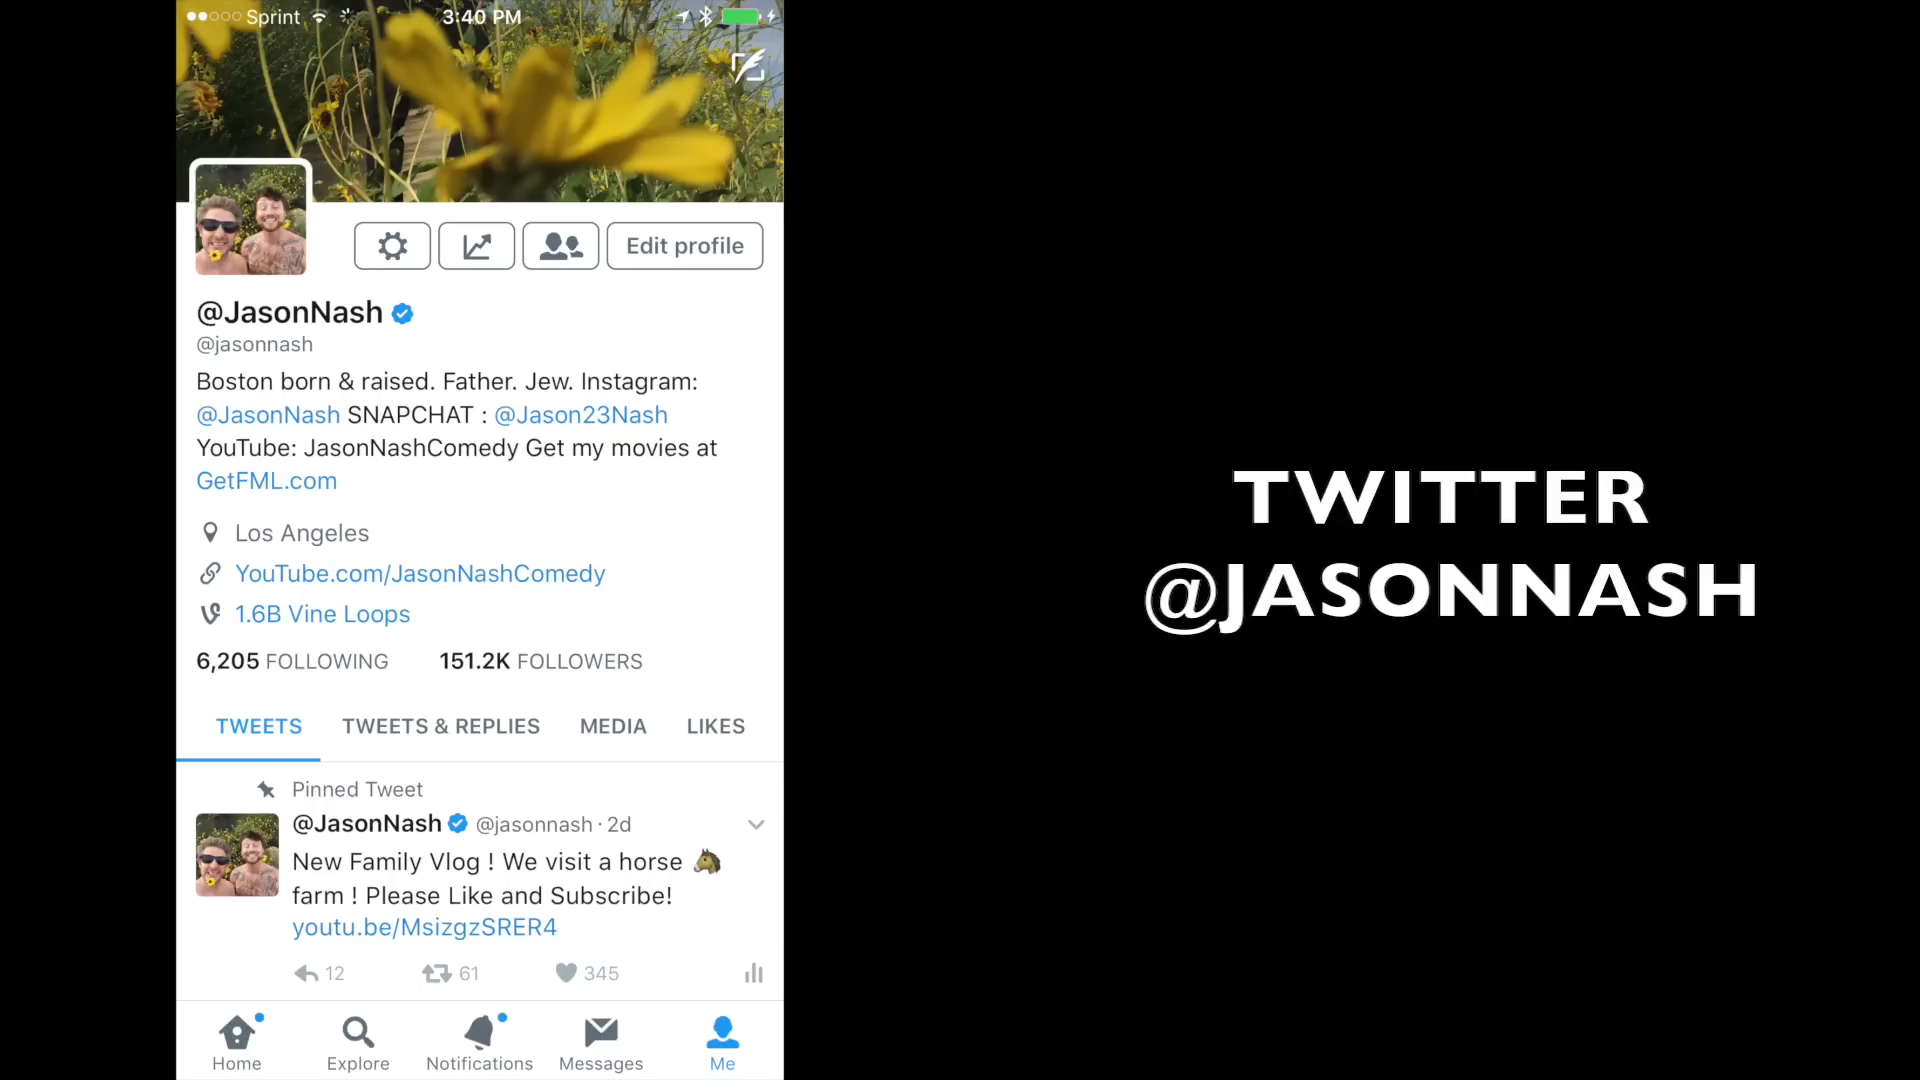 Sprint 3:40 PM
Edit profile
@JasonNash
@jasonnash
Boston born & raised. Father. Jew. Instagram:
@JasonNash SNAPCHAT : @Jason23Nash
YouTube: JasonNashComedy Get my movies at
GetFML.com
Los Angeles
YouTube.com/JasonNashComedy
1.6B Vine Loops
6,205 FOLLOWING 151.2K FOLLOWERS
TWEETS TWEETS & REPLIES MEDIA LIKES
Pinned Tweet
@JasonNash @jasonnash · 2d
New Family Vlog ! We visit a horse 🐴
farm ! Please Like and Subscribe!
youtu.be/MsizgzSRER4
12 61 345
Home Explore Notifications Messages Me
TWITTER
@JASONNASH